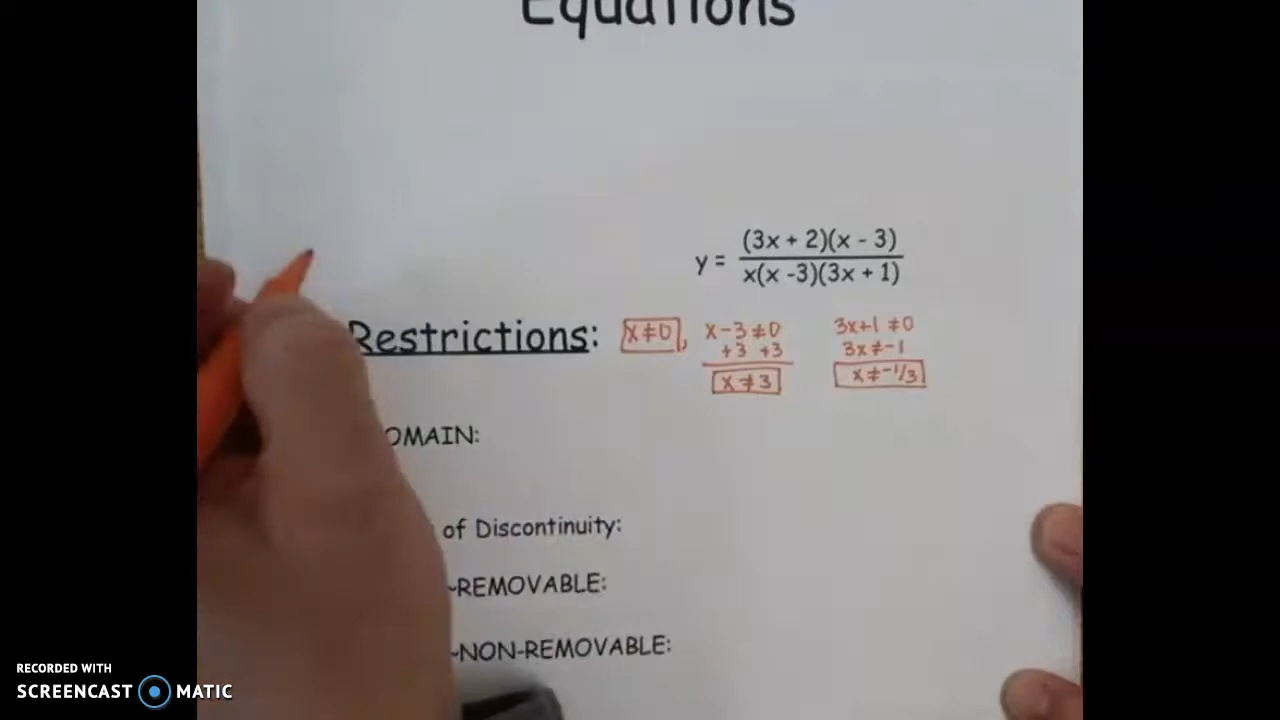 Equations
y = (3x + 2)(x - 3)
x(x -3)(3x + 1)
Restrictions: x≠0, x-3≠0 3x+1≠0
+3 +3 3x≠-1
x≠3 x≠-1/3
OMAIN:
of Discontinuity:
~REMOVABLE:
~NON-REMOVABLE:
RECORDED WITH
SCREENCAST MATIC